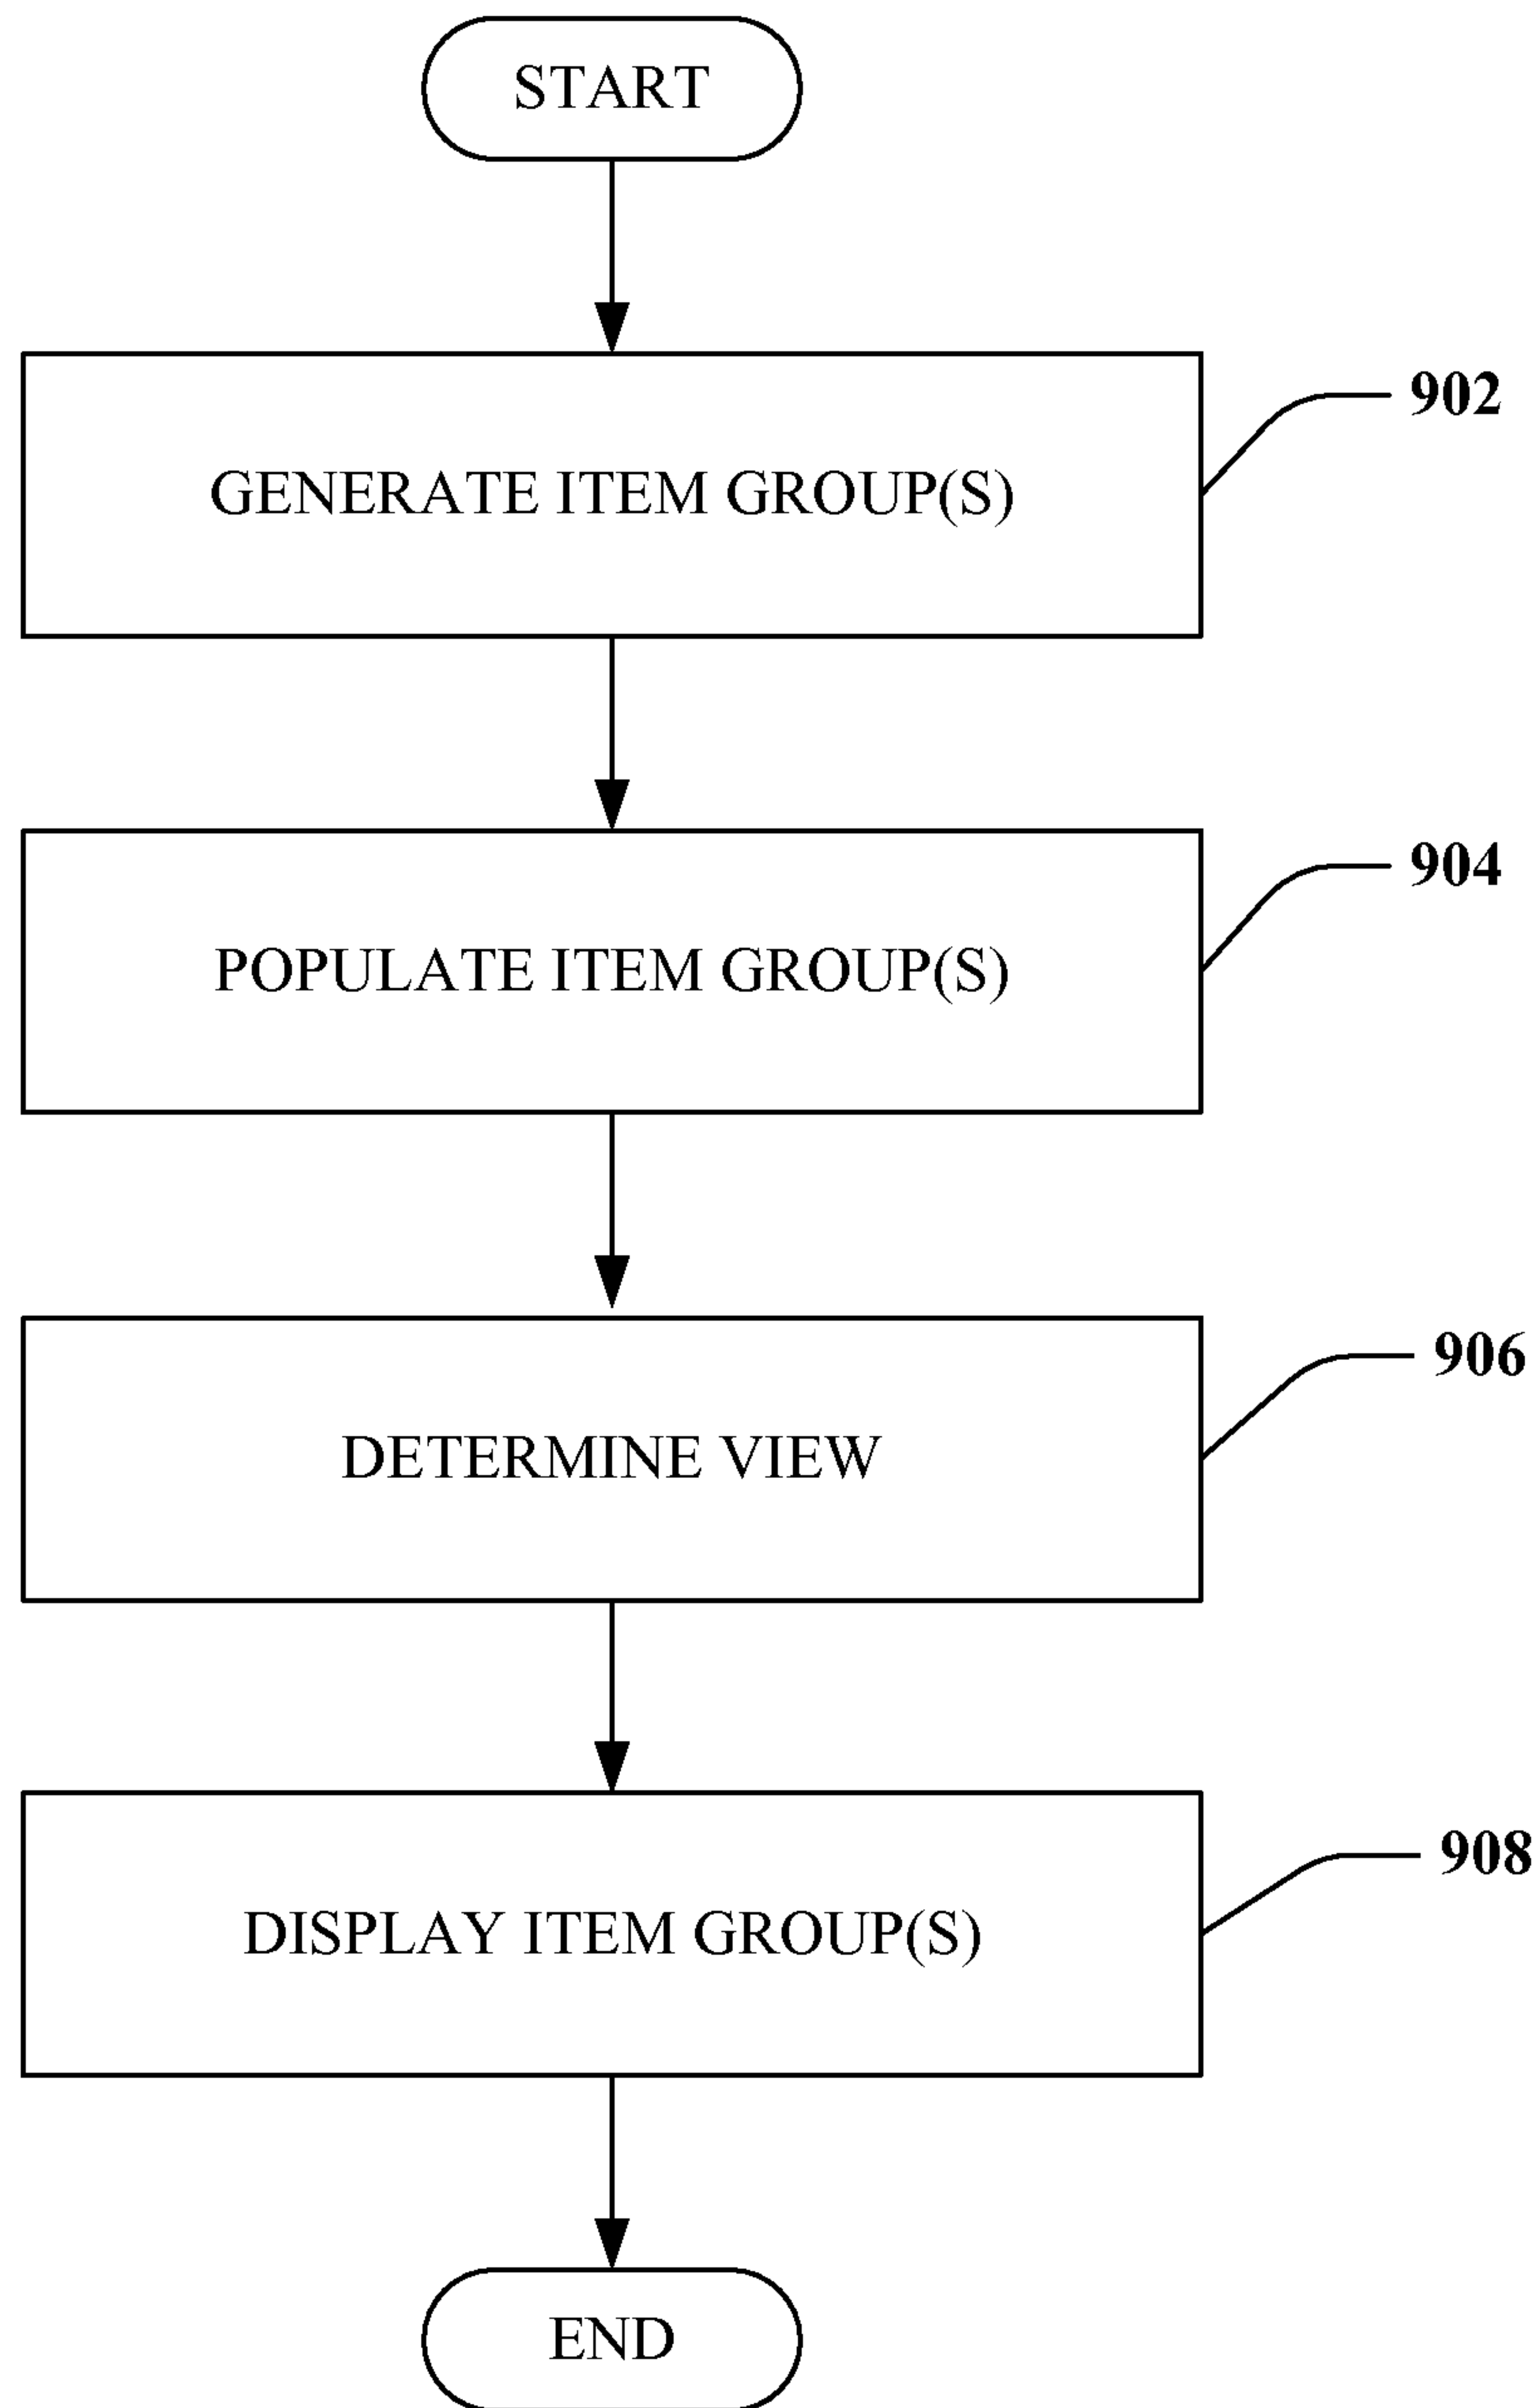 START
902
GENERATE ITEM GROUP(S)
904
POPULATE ITEM GROUP(S)
906
DETERMINE VIEW
908
DISPLAY ITEM GROUP(S)
END